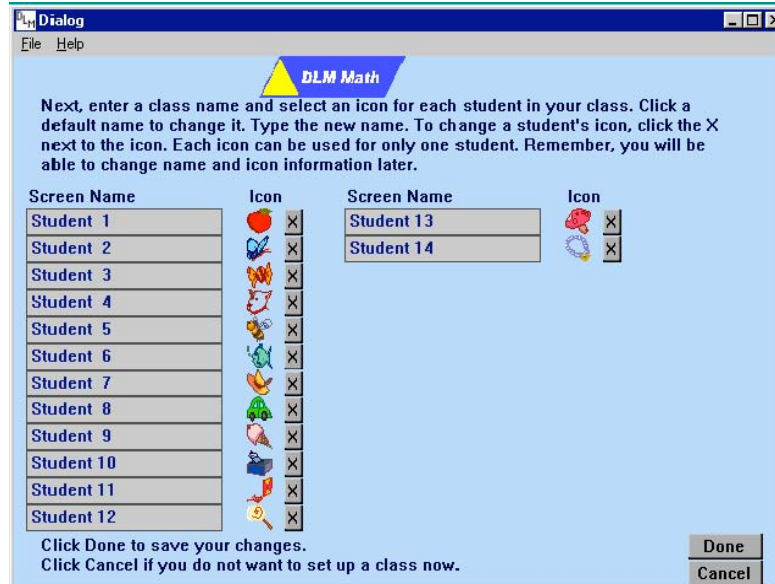 DLM Dialog
File Help
DLM Math
Next, enter a class name and select an icon for each student in your class. Click a
default name to change it. Type the new name. To change a student's icon, click the X
next to the icon. Each icon can be used for only one student. Remember, you will be
able to change name and icon information later.
Screen Name Icon Screen Name Icon
Student 1 X Student 13 X
Student 2 X Student 14 X
Student 3 X
Student 4 X
Student 5 X
Student 6 X
Student 7 X
Student 8 X
Student 9 X
Student 10 X
Student 11 X
Student 12 X
Click Done to save your changes. Done
Click Cancel if you do not want to set up a class now. Cancel